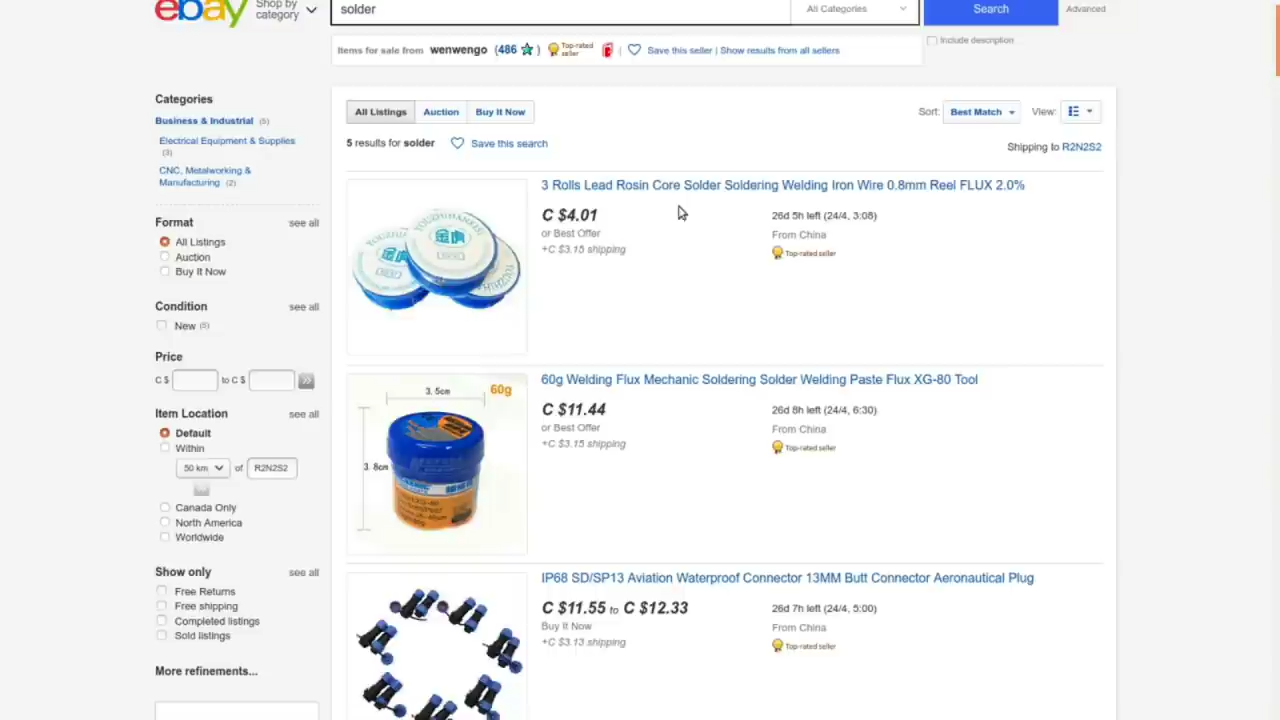 ebay
Shop by
category
solder
All Categories
Search
Advanced
Items for sale from wenwengo (486 ) Top-rated seller | Save this seller | Show results from all sellers
Include description
Categories
Business & Industrial (5)
Electrical Equipment & Supplies
(3)
CNC, Metalworking &
Manufacturing (2)
Format see all
All Listings
Auction
Buy It Now
Condition see all
New (5)
Price
C $ to C $ »
Item Location see all
Default
Within
50 km of R2N2S2
Canada Only
North America
Worldwide
Show only see all
Free Returns
Free shipping
Completed listings
Sold listings
More refinements...
All Listings Auction Buy It Now
Sort: Best Match View:
5 results for solder Save this search
Shipping to R2N2S2
3 Rolls Lead Rosin Core Solder Soldering Welding Iron Wire 0.8mm Reel FLUX 2.0%
C $4.01 26d 5h left (24/4, 3:08)
or Best Offer From China
+C $3.15 shipping Top-rated seller
金虎
60g Welding Flux Mechanic Soldering Solder Welding Paste Flux XG-80 Tool
C $11.44 26d 8h left (24/4, 6:30)
or Best Offer From China
+C $3.15 shipping Top-rated seller
3. 5cm 60g
3. 8cm
IP68 SD/SP13 Aviation Waterproof Connector 13MM Butt Connector Aeronautical Plug
C $11.55 to C $12.33 26d 7h left (24/4, 5:00)
Buy It Now From China
+C $3.13 shipping Top-rated seller